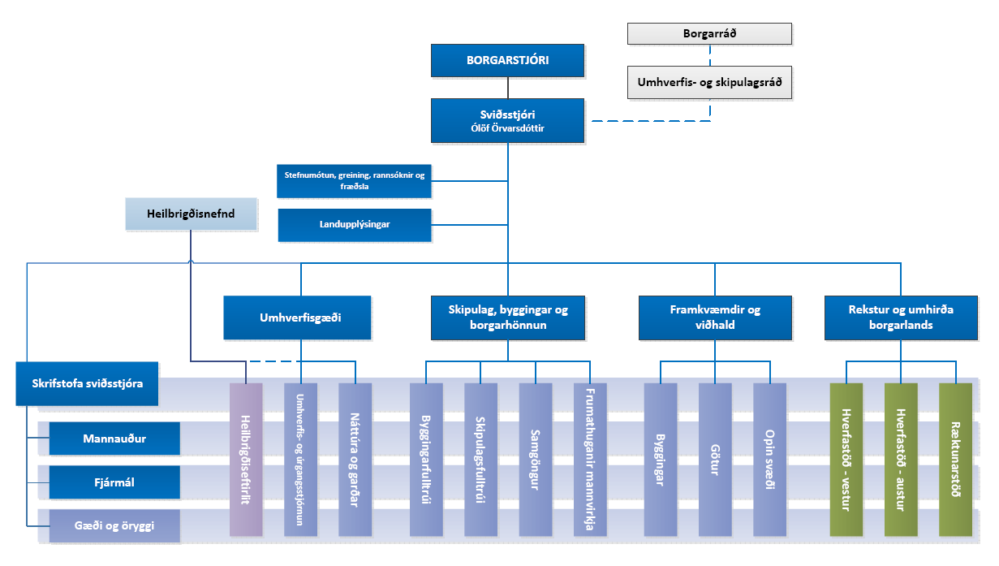 Borgarráð
BORGARSTJÓRI
Umhverfis- og skipulagsráð
Sviðsstjóri
Ólöf Örvarsdóttir
Stefnumótun, greining, rannsóknir og
fræðsla
Heilbrigðisnefnd
Landupplýsingar
Umhverfisgæði
Skipulag, byggingar og
borgarhönnun
Framkvæmdir og
viðhald
Rekstur og umhirða
borgarlands
Skrifstofa sviðsstjóra
Mannauður
Fjármál
Gæði og öryggi
Heilbrigðiseftirlit
Umhverfis- og úrgangsstjórnun
Náttúra og garðar
Byggingarfulltrúi
Skipulagsfulltrúi
Samgöngur
Frumathuganir mannvirkja
Byggingar
Götur
Opin svæði
Hverfastöð - vestur
Hverfastöð - austur
Ræktunarstöð